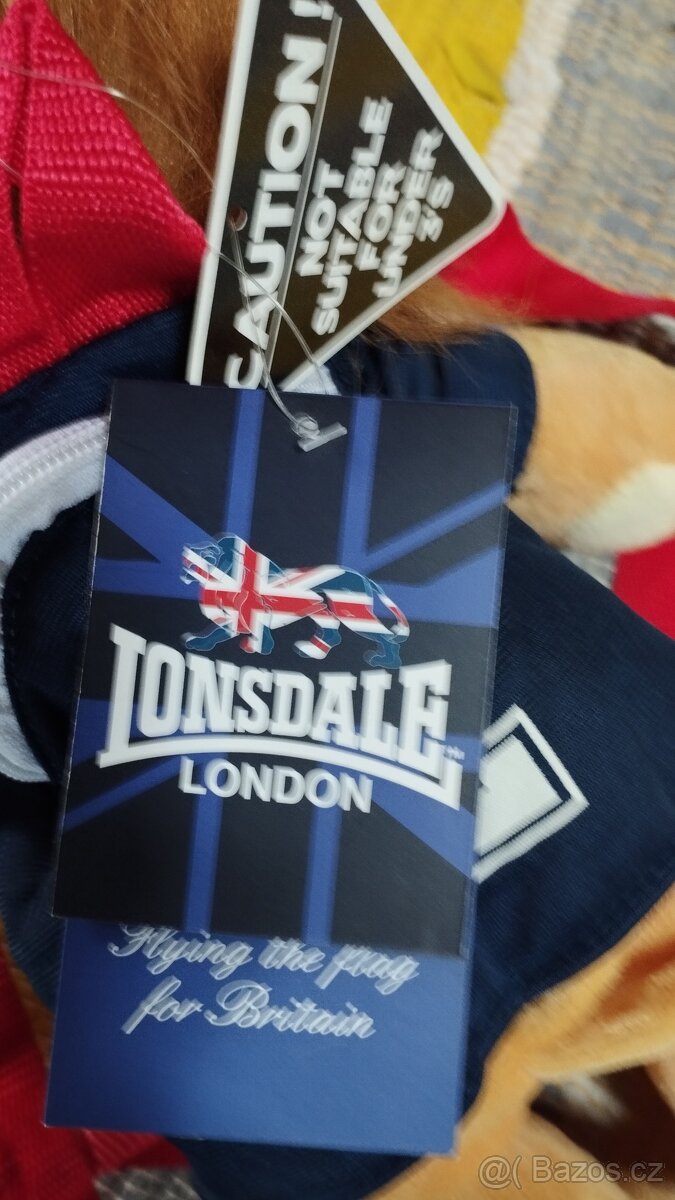 CAUTION!
NOT
SUITABLE
FOR
UNDER
3'S
LONSDALE
LONDON
Flying the flag
for Britain
@( Bazos.cz